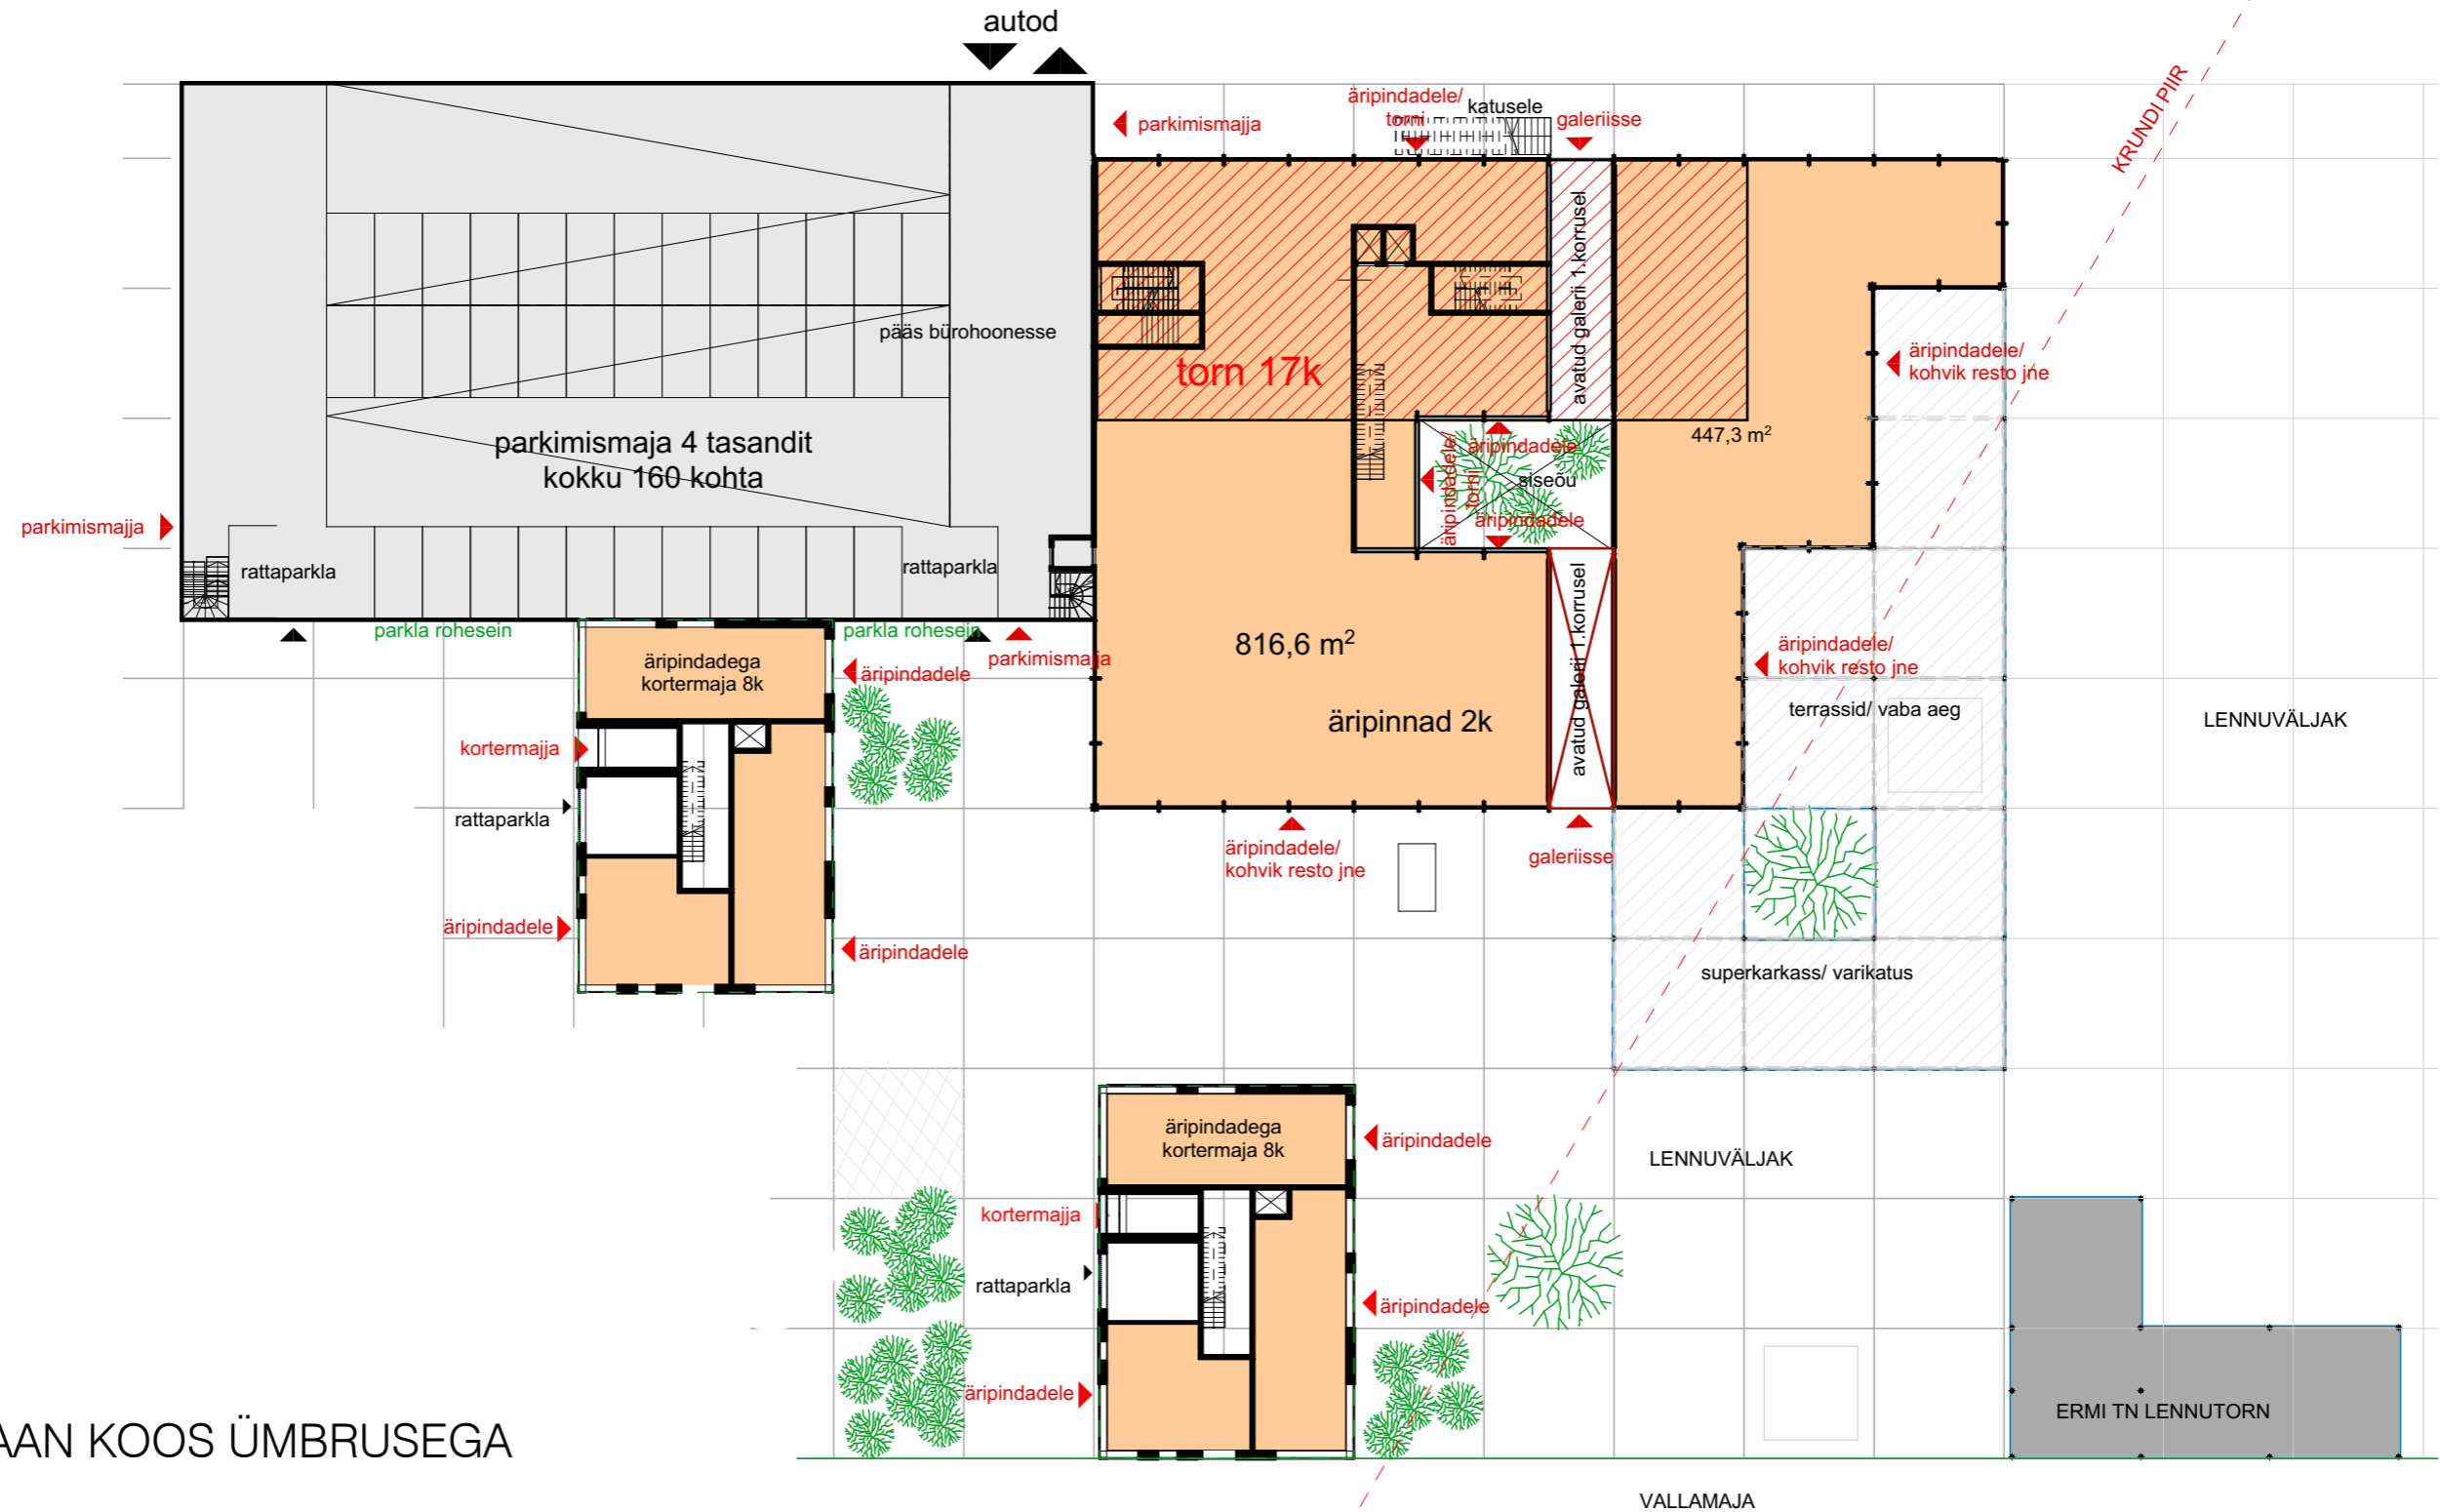 autod
KRUNDI PIIR
äripindadele/
torni
katusele
galeriisse
parkimismajja
avatud galerii 1.korrusel
pääs bürohoonesse
torn 17k
äripindadele/
kohvik resto jne
447,3 m²
parkimismaja 4 tasandit
kokku 160 kohta
äripindadele
äripindadele/
torni
siseõu
äripindadele
parkimismajja
rattaparkla
rattaparkla
parkla rohesein
parkla rohesein
parkimismajja
816,6 m²
äripinnad 2k
avatud galerii 1.korrusel
äripindadele/
kohvik resto jne
terrassid/ vaba aeg
LENNUVÄLJAK
äripindadega
kortermaja 8k
äripindadele
kortermajja
rattaparkla
äripindadele/
kohvik resto jne
galeriisse
äripindadele
äripindadele
superkarkass/ varikatus
äripindadega
kortermaja 8k
äripindadele
LENNUVÄLJAK
kortermajja
rattaparkla
äripindadele
äripindadele
ERMI TN LENNUTORN
AAN KOOS ÜMBRUSEGA
VALLAMAJA